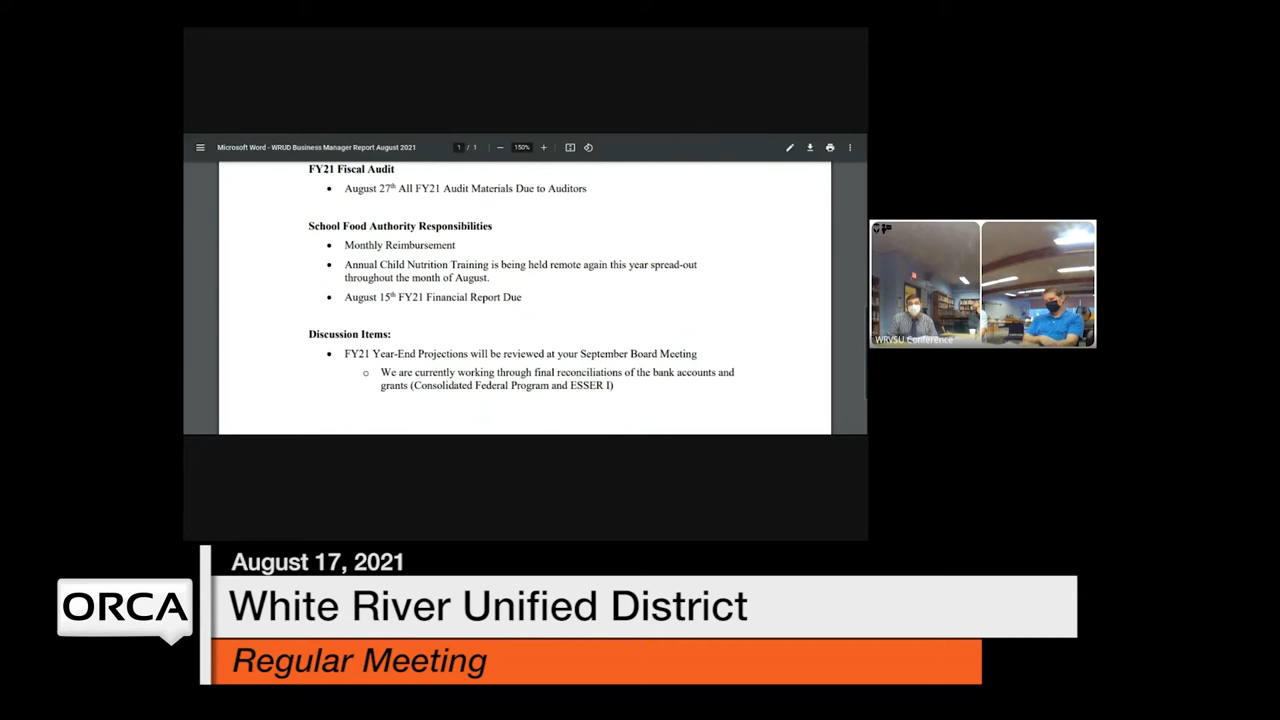 Microsoft Word - WRUD Business Manager Report August 2021
1 / 1
150%
FY21 Fiscal Audit
• August 27th All FY21 Audit Materials Due to Auditors
School Food Authority Responsibilities
• Monthly Reimbursement
• Annual Child Nutrition Training is being held remote again this year spread-out
throughout the month of August.
• August 15th FY21 Financial Report Due
Discussion Items:
• FY21 Year-End Projections will be reviewed at your September Board Meeting
o We are currently working through final reconciliations of the bank accounts and
grants (Consolidated Federal Program and ESSER I)
WRVSU Conference
August 17, 2021
ORCA
White River Unified District
Regular Meeting